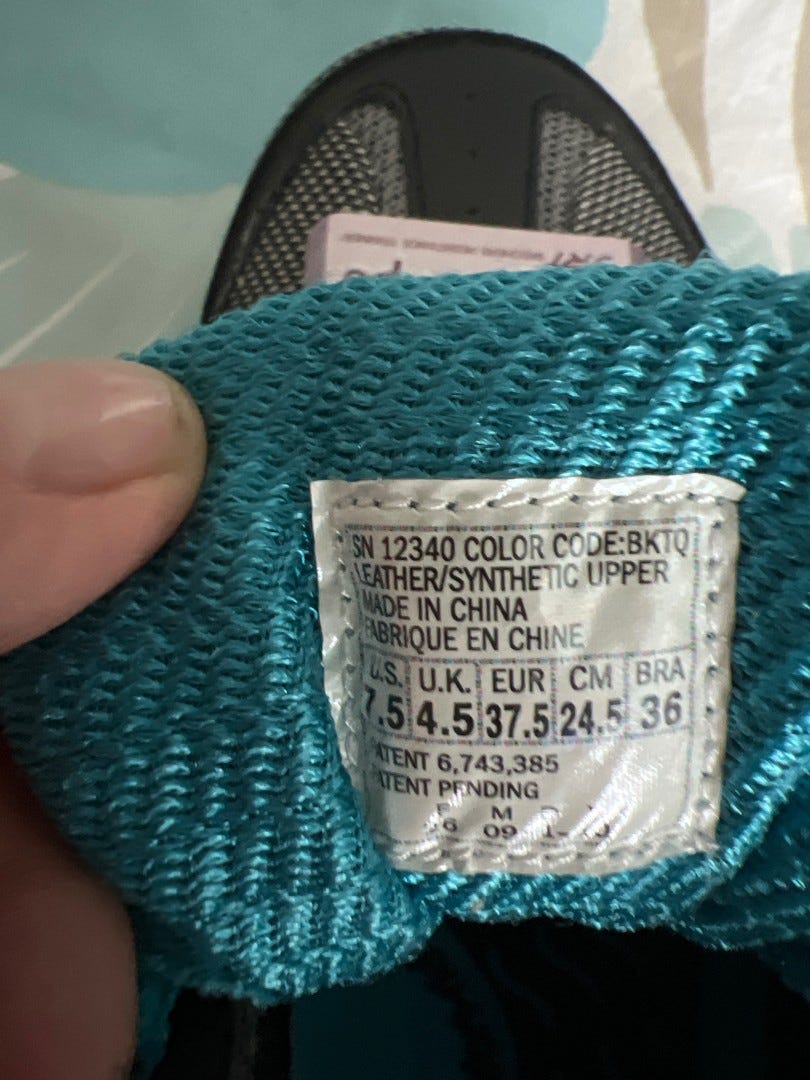 SN 12340 COLOR CODE:BKTQ
LEATHER/SYNTHETIC UPPER
MADE IN CHINA
FABRIQUE EN CHINE
U.S. U.K. EUR CM BRA
7.5 4.5 37.5 24.5 36
PATENT 6,743,385
PATENT PENDING
M
09